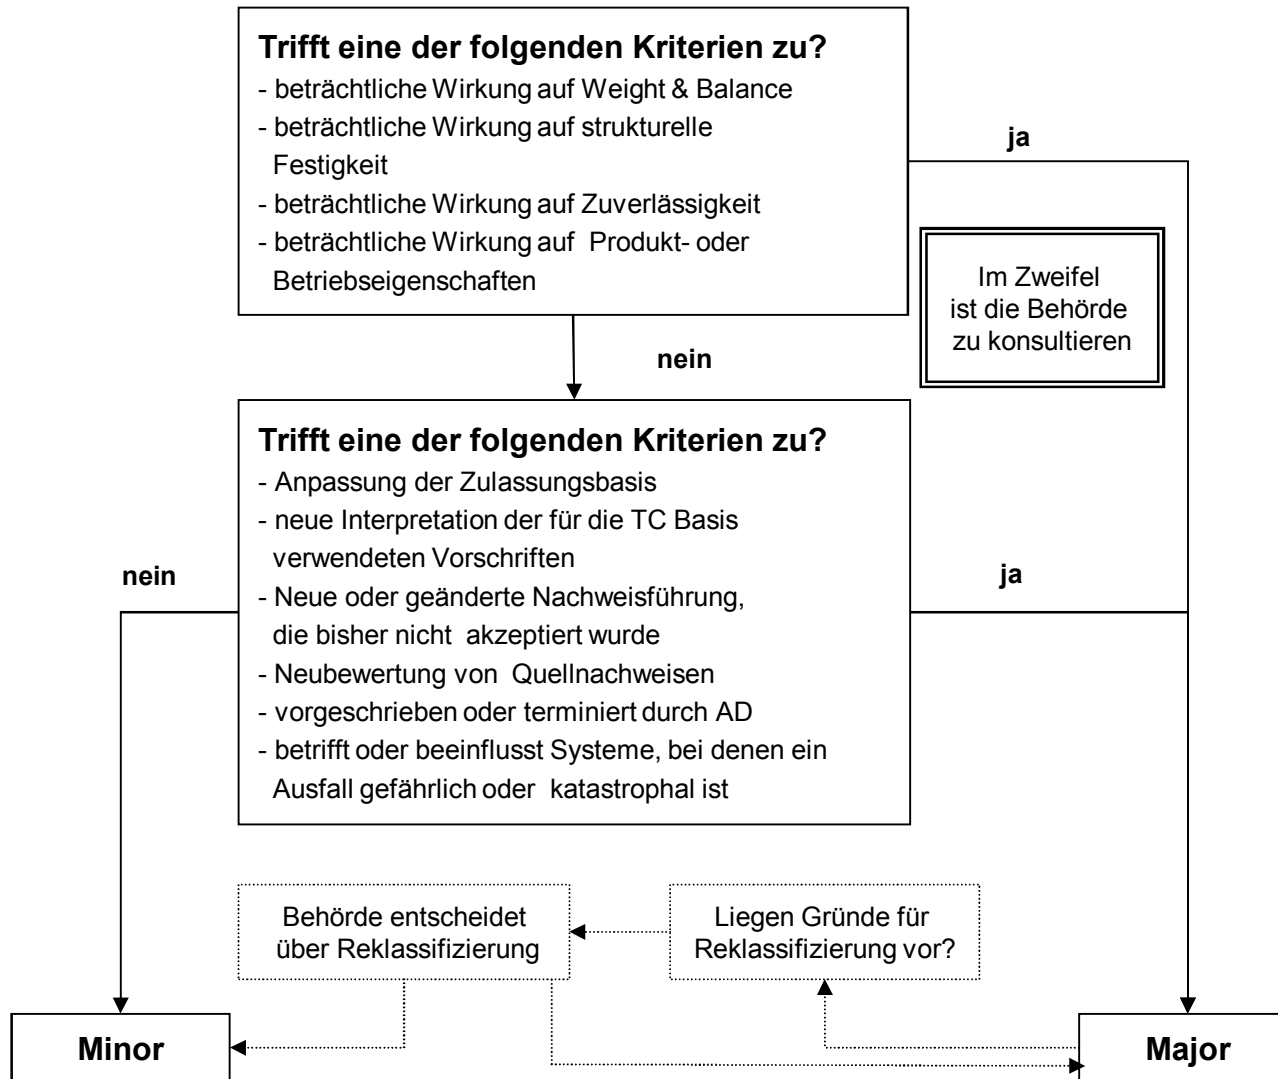 Trifft eine der folgenden Kriterien zu?
- beträchtliche Wirkung auf Weight & Balance
- beträchtliche Wirkung auf strukturelle
Festigkeit
- beträchtliche Wirkung auf Zuverlässigkeit
- beträchtliche Wirkung auf Produkt- oder
Betriebseigenschaften
ja
Im Zweifel
ist die Behörde
zu konsultieren
nein
Trifft eine der folgenden Kriterien zu?
- Anpassung der Zulassungsbasis
- neue Interpretation der für die TC Basis
verwendeten Vorschriften
- Neue oder geänderte Nachweisführung,
die bisher nicht akzeptiert wurde
- Neubewertung von Quellnachweisen
- vorgeschrieben oder terminiert durch AD
- betrifft oder beeinflusst Systeme, bei denen ein
Ausfall gefährlich oder katastrophal ist
nein
ja
Behörde entscheidet
über Reklassifizierung
Liegen Gründe für
Reklassifizierung vor?
Minor
Major